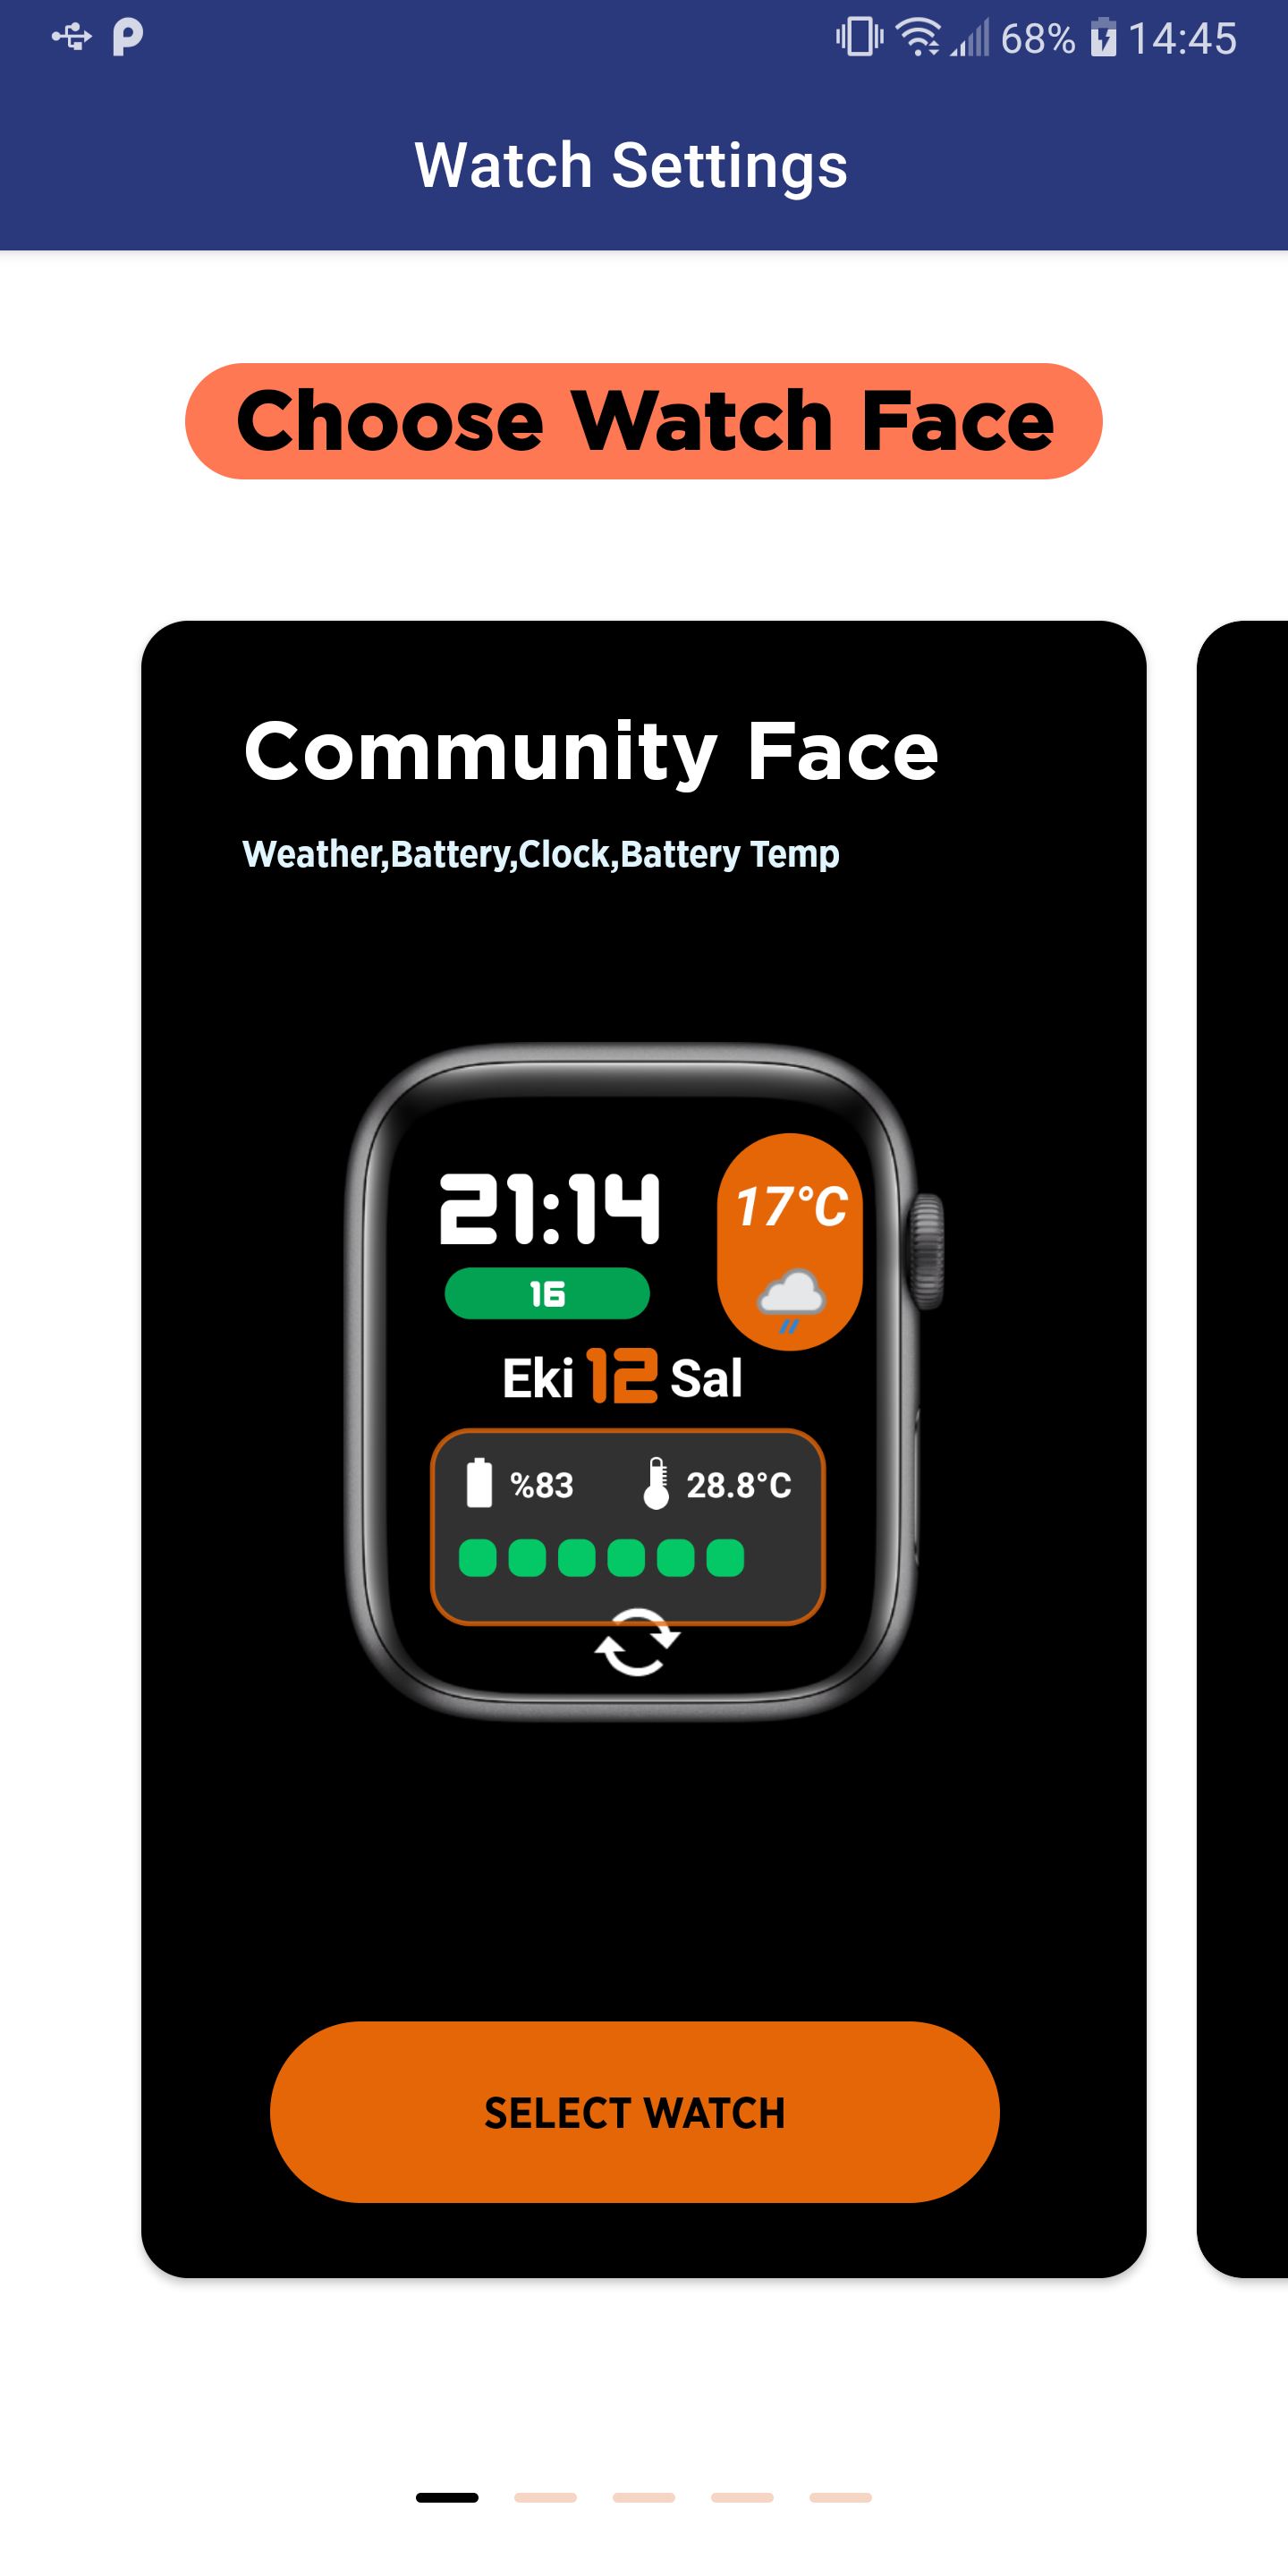 68% 14:45
Watch Settings
Choose Watch Face
Community Face
Weather,Battery,Clock,Battery Temp
21:14
17°C
16
Eki 12 Sal
%83 28.8°C
SELECT WATCH